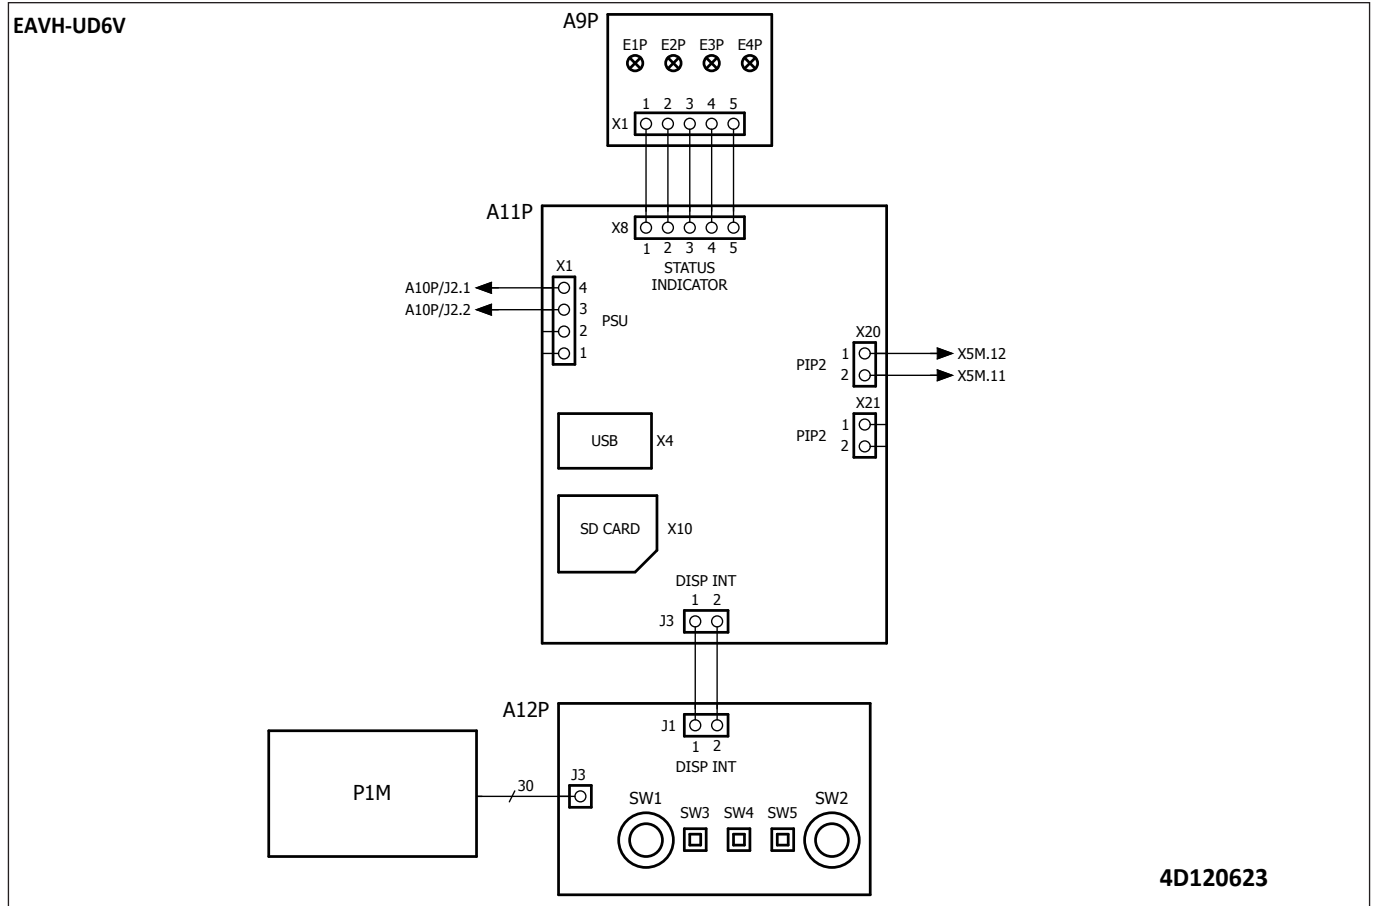 EAVH-UD6V
A9P
E1P E2P E3P E4P
1 2 3 4 5
X1
A11P
X8
1 2 3 4 5
STATUS
INDICATOR
X1
A10P/J2.1 4
A10P/J2.2 3
PSU
2
1
X20
PIP2
1 X5M.12
2 X5M.11
X21
PIP2
1
2
USB X4
SD CARD X10
DISP INT
1 2
J3
A12P
J1
1 2
DISP INT
P1M
30
J3
SW1 SW3 SW4 SW5 SW2
4D120623